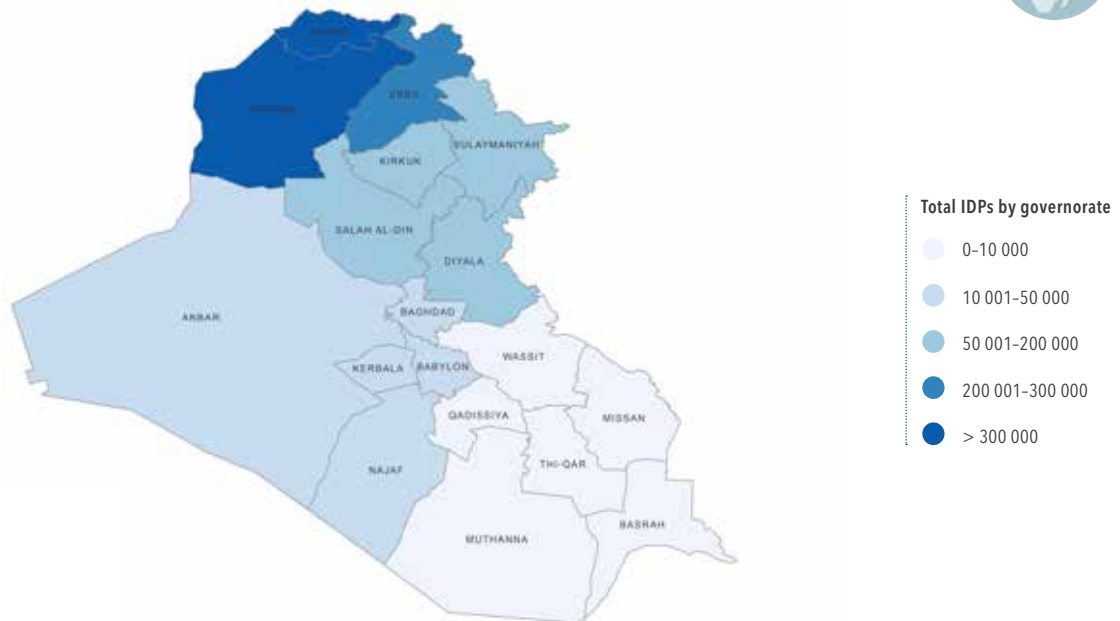 ERBIL
SULAYMANIYAH
KIRKUK
SALAH AL-DIN
DIYALA
ANBAR
BAGHDAD
WASSIT
KERBALA
BABYLON
QADISSIYA
MISSAN
NAJAF
THI-QAR
BASRAH
MUTHANNA
Total IDPs by governorate
0–10 000
10 001–50 000
50 001–200 000
200 001–300 000
> 300 000